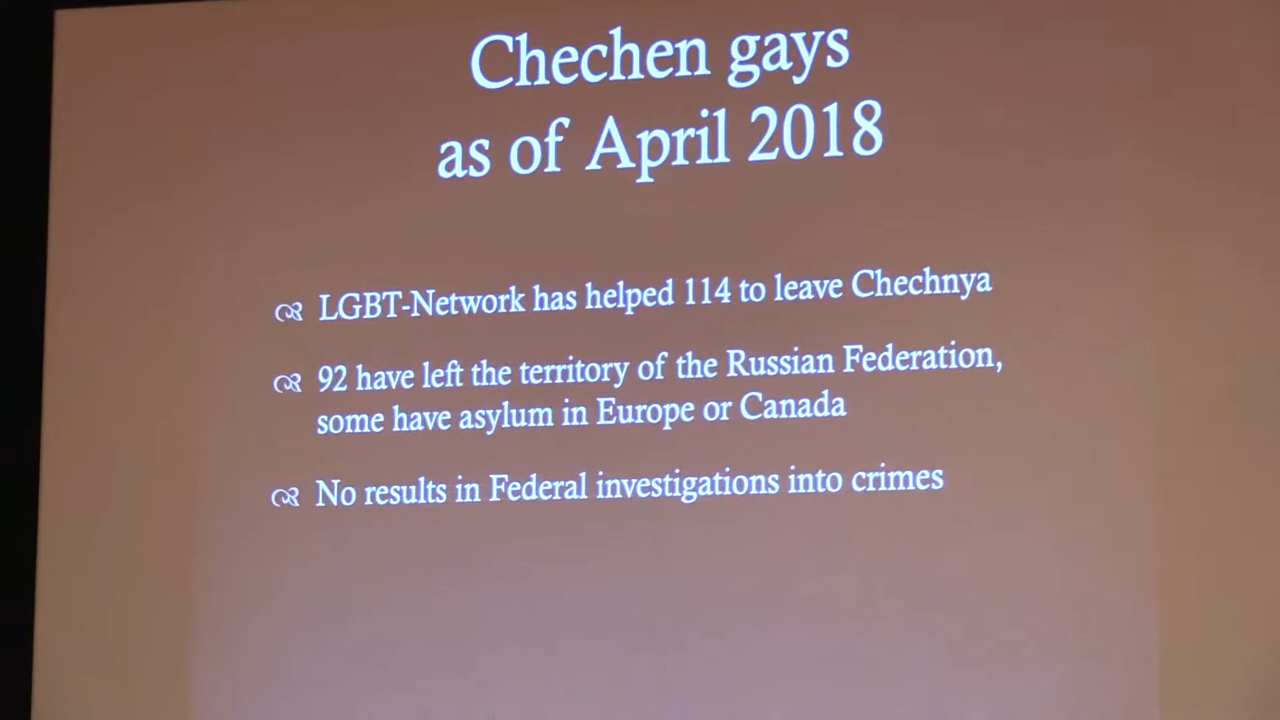 Chechen gays
as of April 2018
LGBT-Network has helped 114 to leave Chechnya
92 have left the territory of the Russian Federation,
some have asylum in Europe or Canada
No results in Federal investigations into crimes